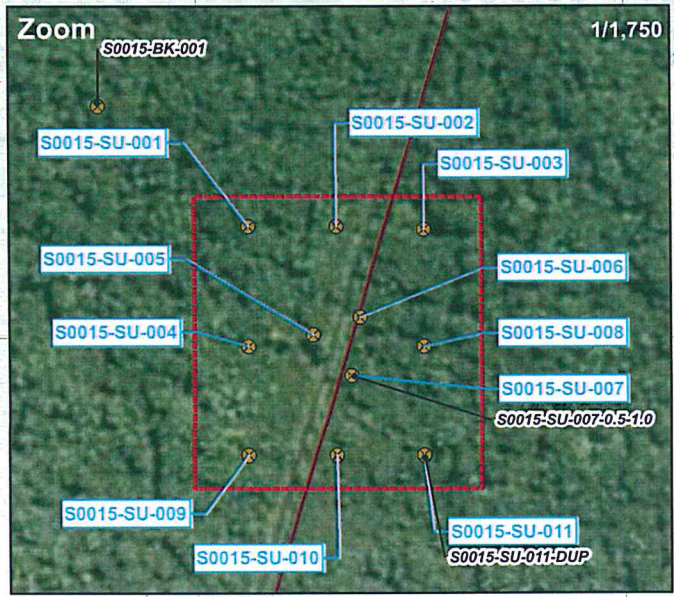 Zoom
1/1,750
S0015-BK-001
S0015-SU-001
S0015-SU-002
S0015-SU-003
S0015-SU-005
S0015-SU-006
S0015-SU-004
S0015-SU-008
S0015-SU-007
S0015-SU-007-0.5-1.0
S0015-SU-009
S0015-SU-010
S0015-SU-011
S0015-SU-011-DUP